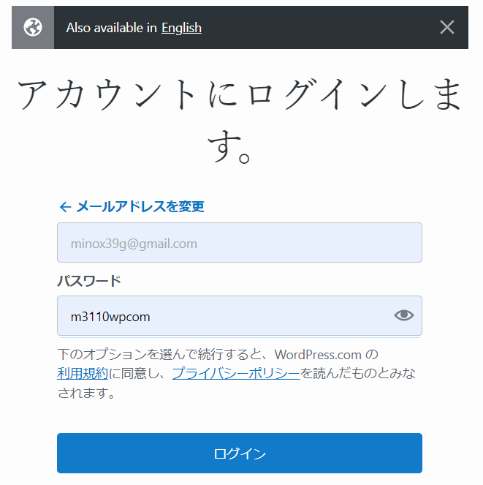 Also available in English
アカウントにログインしま
す。
← メールアドレスを変更
minox39g@gmail.com
パスワード
m3110wpcom
下のオプションを選んで続行すると、WordPress.com の
利用規約に同意し、プライバシーポリシーを読んだものとみな
されます。
ログイン